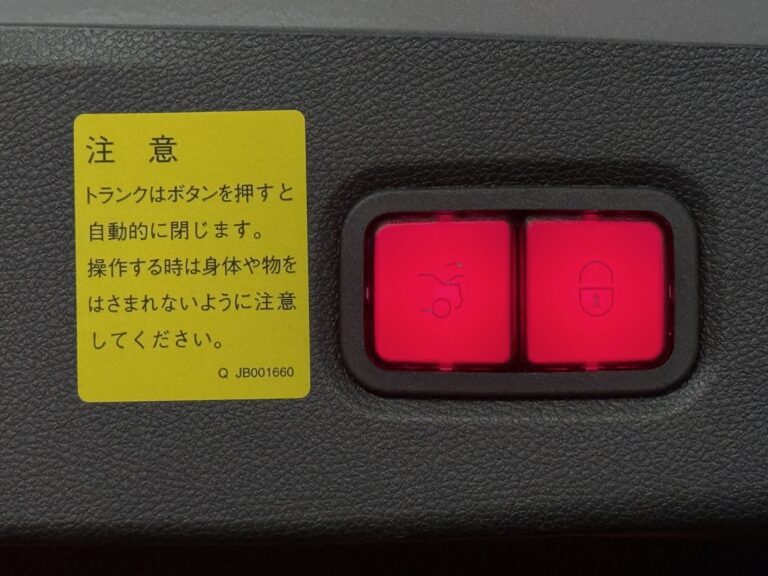 注 意
トランクはボタンを押すと
自動的に閉じます。
操作する時は身体や物を
はさまれないように注意
してください。
Q JB001660